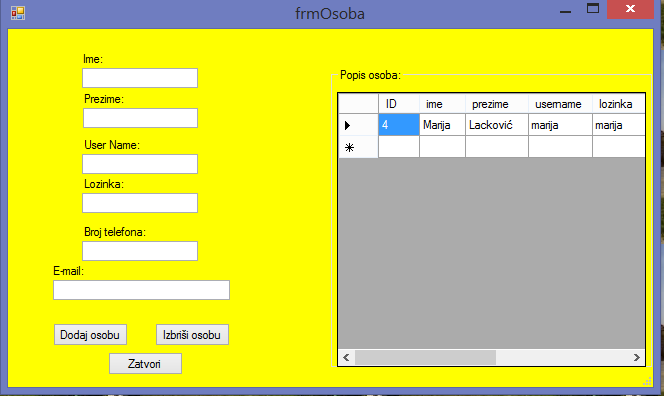 frmOsoba
Ime:
Prezime:
User Name:
Lozinka:
Broj telefona:
E-mail:
Dodaj osobu
Izbriši osobu
Zatvori
Popis osoba:
ID ime prezime username lozinka
4 Marija Lacković marija marija